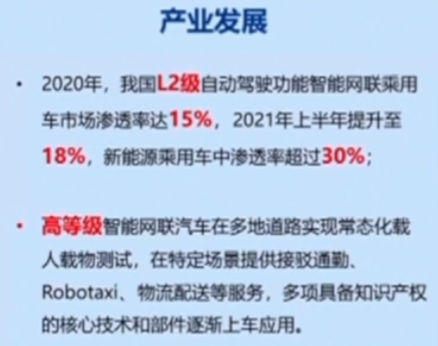 产业发展
• 2020年，我国L2级自动驾驶功能智能网联乘用
车市场渗透率达15%，2021年上半年提升至
18%，新能源乘用车中渗透率超过30%；
• 高等级智能网联汽车在多地道路实现常态化载
人载物测试，在特定场景提供接驳通勤、
Robotaxi、物流配送等服务，多项具备知识产权
的核心技术和部件逐渐上车应用。